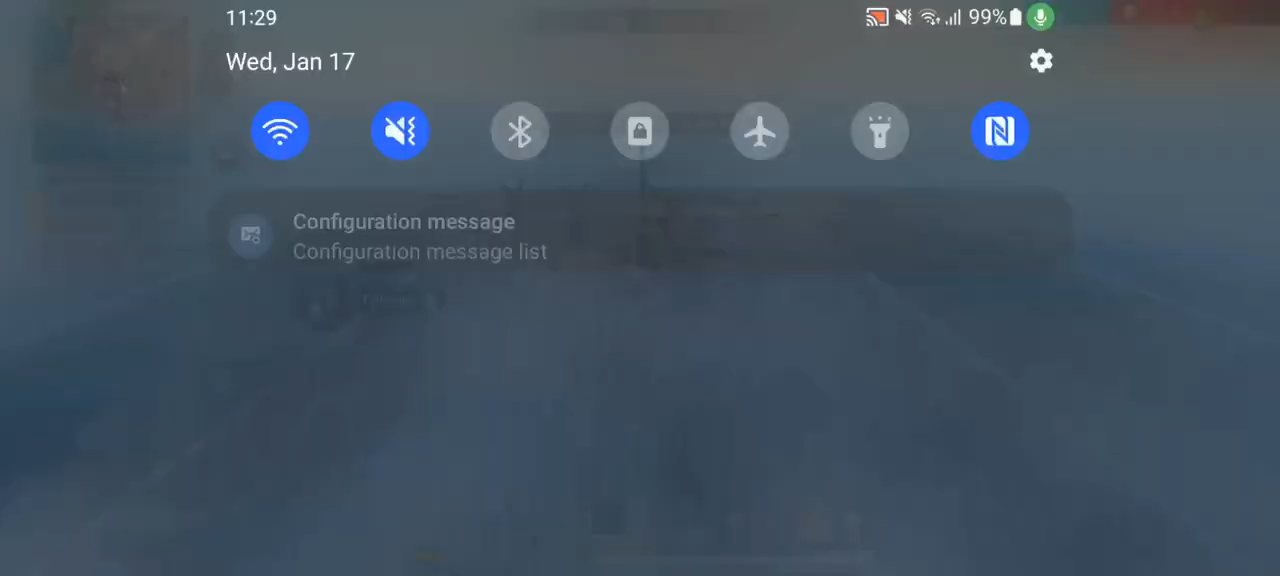 11:29
99%
Wed, Jan 17
Configuration message
Configuration message list